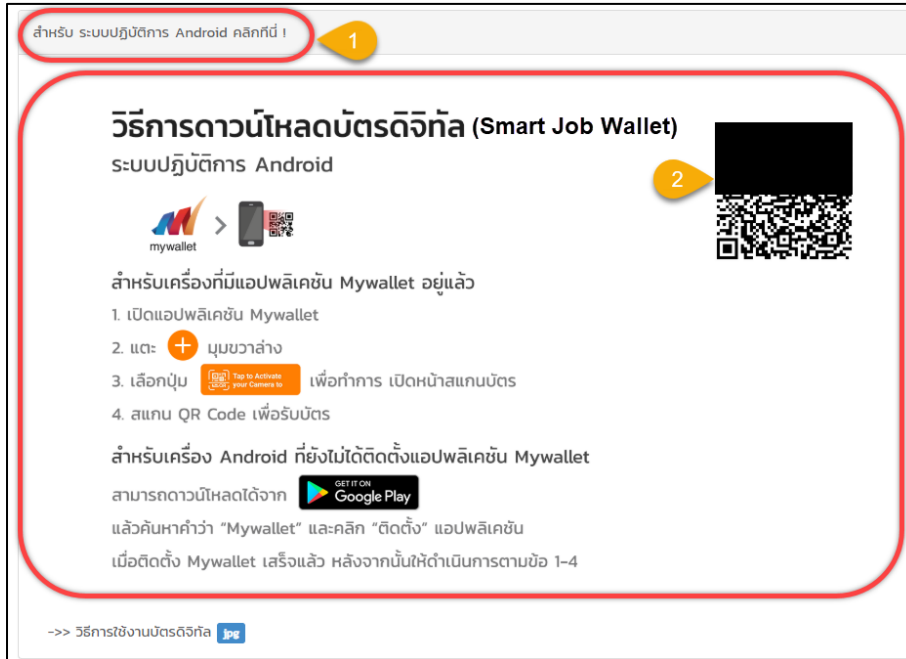 สำหรับ ระบบปฏิบัติการ Android คลิกทีนี่ !
1
วิธีการดาวน์โหลดบัตรดิจิทัล (Smart Job Wallet)
ระบบปฏิบัติการ Android
2
mywallet
สำหรับเครื่องที่มีแอปพลิเคชัน Mywallet อยู่แล้ว
1. เปิดแอปพลิเคชัน Mywallet
2. แตะ + มุมขวาล่าง
3. เลือกปุ่ม Tap to Activate your Camera to เพื่อทำการ เปิดหน้าสแกนบัตร
4. สแกน QR Code เพื่อรับบัตร
สำหรับเครื่อง Android ที่ยังไม่ได้ติดตั้งแอปพลิเคชัน Mywallet
สามารถดาวน์โหลดได้จาก GET IT ON Google Play
แล้วค้นหาคำว่า “Mywallet” และคลิก “ติดตั้ง” แอปพลิเคชัน
เมื่อติดตั้ง Mywallet เสร็จแล้ว หลังจากนั้นให้ดำเนินการตามข้อ 1-4
->> วิธีการใช้งานบัตรดิจิทัล jpg